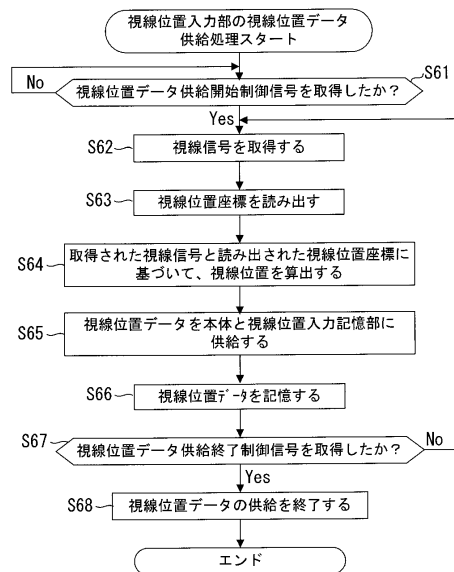 視線位置入力部の視線位置データ
供給処理スタート
No
視線位置データ供給開始制御信号を取得したか?
S61
Yes
S62
視線信号を取得する
S63
視線位置座標を読み出す
S64
取得された視線信号と読み出された視線位置座標に
基づいて、視線位置を算出する
S65
視線位置データを本体と視線位置入力記憶部に
供給する
S66
視線位置データを記憶する
S67
視線位置データ供給終了制御信号を取得したか?
No
Yes
S68
視線位置データの供給を終了する
エンド